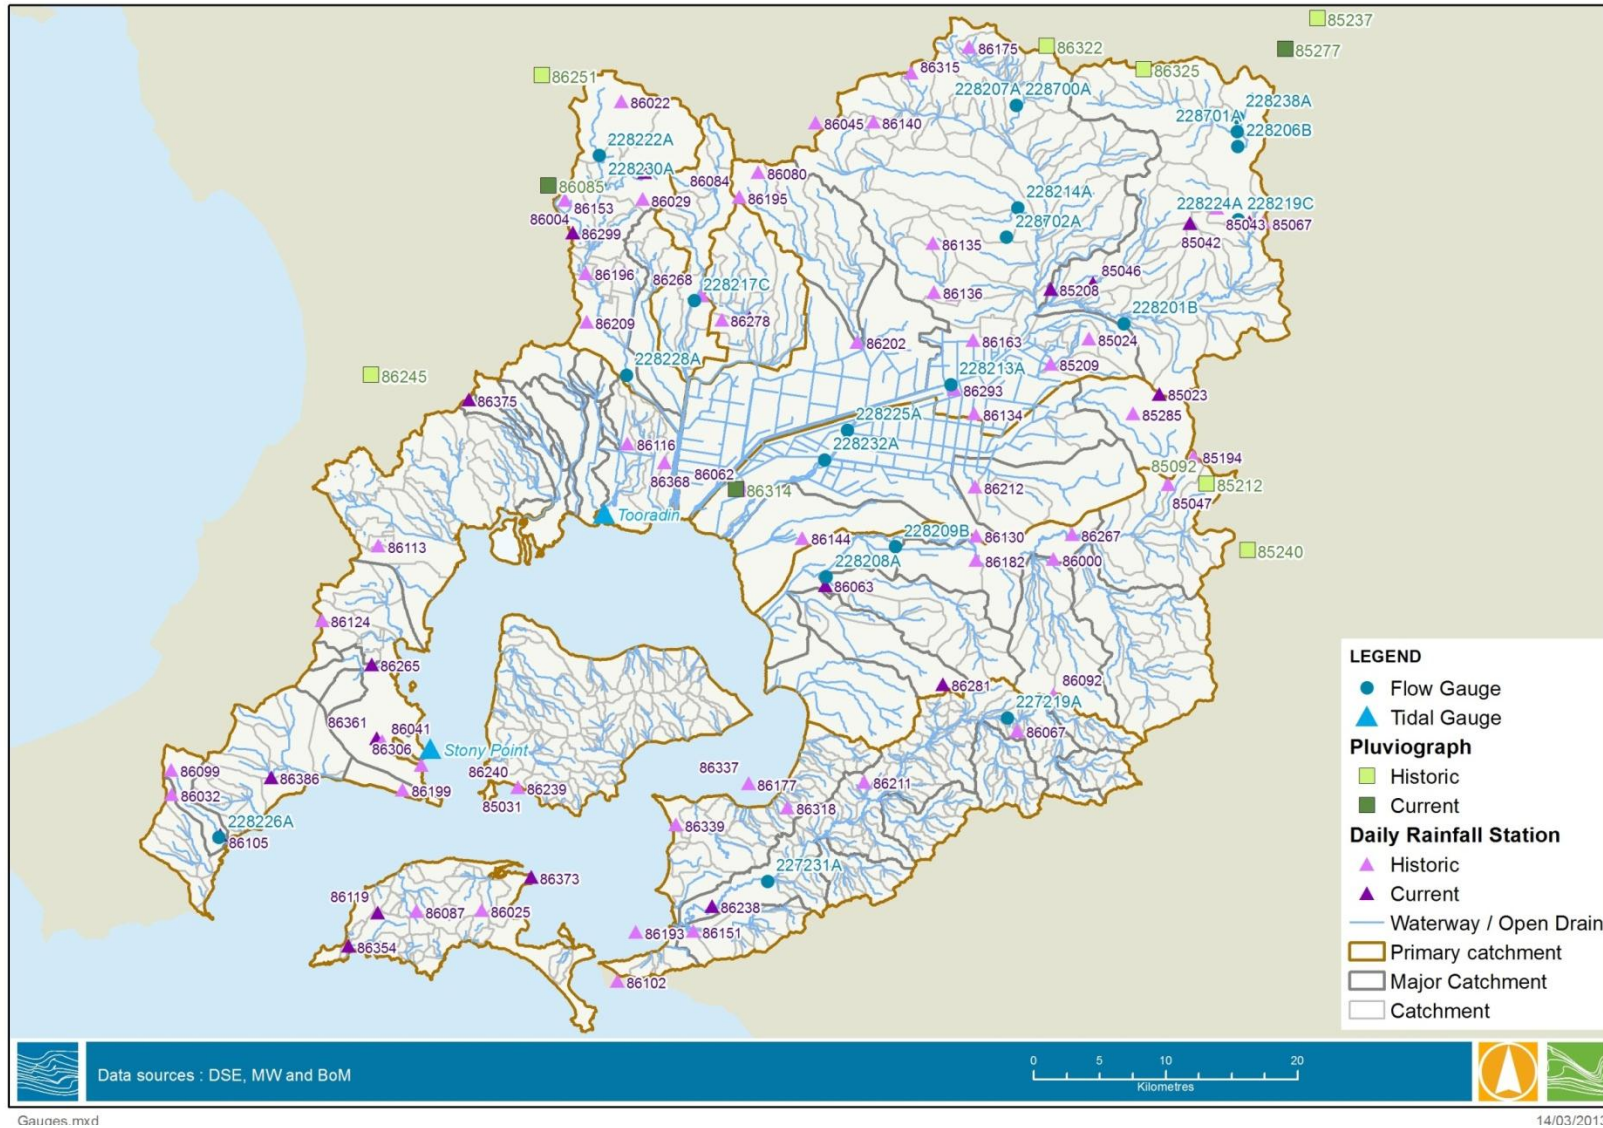 85237
86322
85277
86175
86315
86325
86251
86022
228207A
228700A
228238A
228701A
228206B
86045
86140
228222A
228230A
86085
86084
86080
86153
86029
86195
228214A
228224A
228219C
86004
86299
228702A
85043
85067
85042
86135
86196
86268
228217C
86136
85046
85208
86209
86278
228201B
86202
86163
85024
86245
228228A
85209
228213A
86375
86293
85023
86134
85285
228225A
86116
228232A
86368
86062
86314
85194
85092
85212
85047
86212
Tooradin
228209B
86130
86267
86113
86144
85240
228208A
86182
86000
86063
86124
86265
86281
86092
227219A
86361
86041
86067
86306
Stony Point
86099
86386
86240
86337
86177
86211
86032
86199
85031
86239
86318
228226A
86105
86339
227231A
86373
86119
86087
86025
86238
86354
86193
86151
86102
LEGEND
Flow Gauge
Tidal Gauge
Pluviograph
Historic
Current
Daily Rainfall Station
Historic
Current
Waterway / Open Drain
Primary catchment
Major Catchment
Catchment
Data sources : DSE, MW and BoM
0 5 10 20
Kilometres
Gauges.mxd
14/03/2013